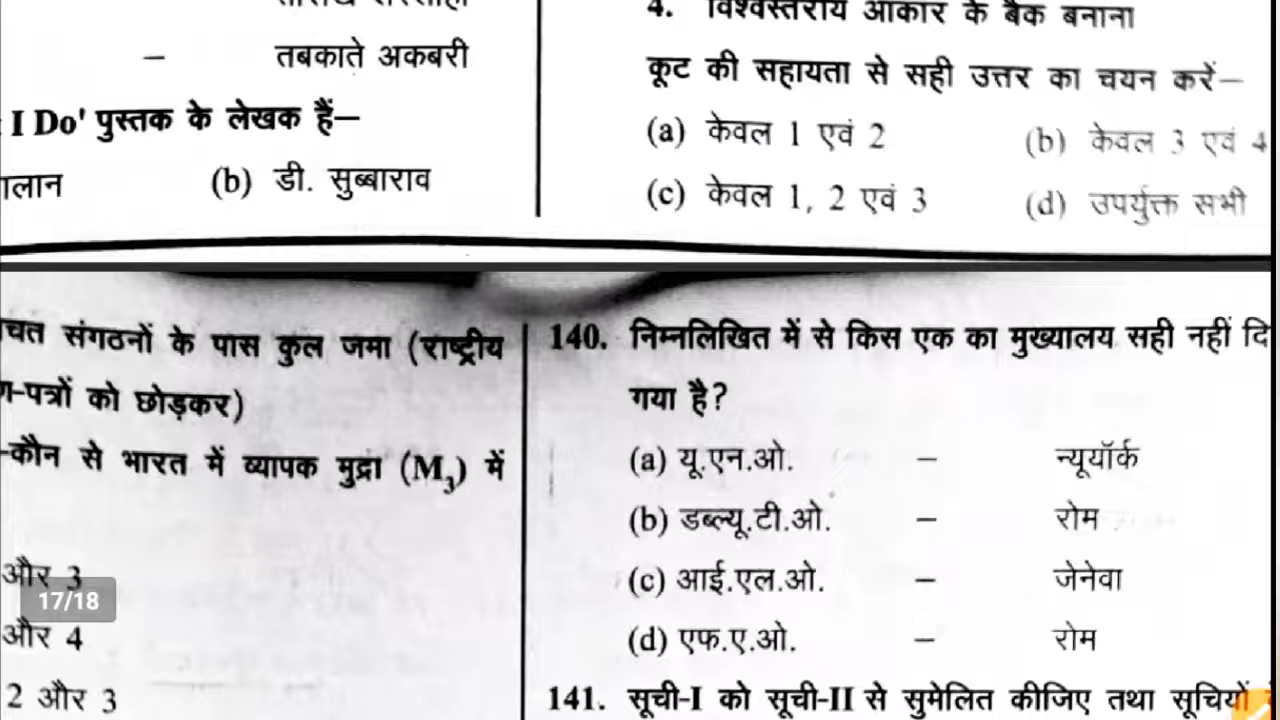 – तबकाते अकबरी
I Do' पुस्तक के लेखक हैं–
(b) डी. सुब्बाराव
4. विश्वस्तरीय आकार के बैंक बनाना
कूट की सहायता से सही उत्तर का चयन करें–
(a) केवल 1 एवं 2 (b) केवल 3 एवं 4
(c) केवल 1, 2 एवं 3 (d) उपर्युक्त सभी
संगठनों के पास कुल जमा (राष्ट्रीय
-पत्रों को छोड़कर)
-कौन से भारत में व्यापक मुद्रा (M₃) में
और 3
17/18
और 4
2 और 3
140. निम्नलिखित में से किस एक का मुख्यालय सही नहीं दि
गया है?
(a) यू.एन.ओ. – न्यूयॉर्क
(b) डब्ल्यू.टी.ओ. – रोम
(c) आई.एल.ओ. – जेनेवा
(d) एफ.ए.ओ. – रोम
141. सूची-I को सूची-II से सुमेलित कीजिए तथा सूचियों